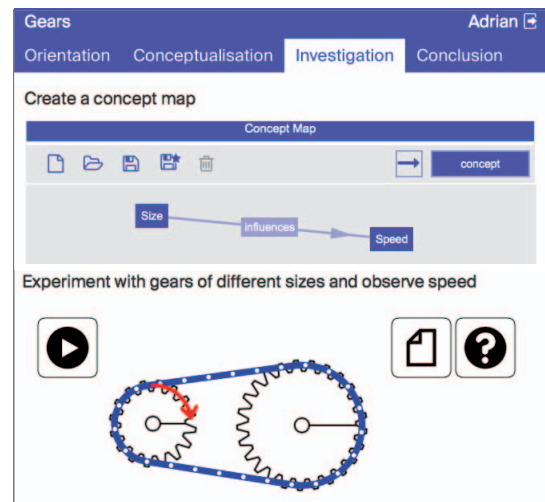 Gears
Adrian
Orientation Conceptualisation Investigation Conclusion
Create a concept map
Concept Map
concept
Size
influences
Speed
Experiment with gears of different sizes and observe speed
?